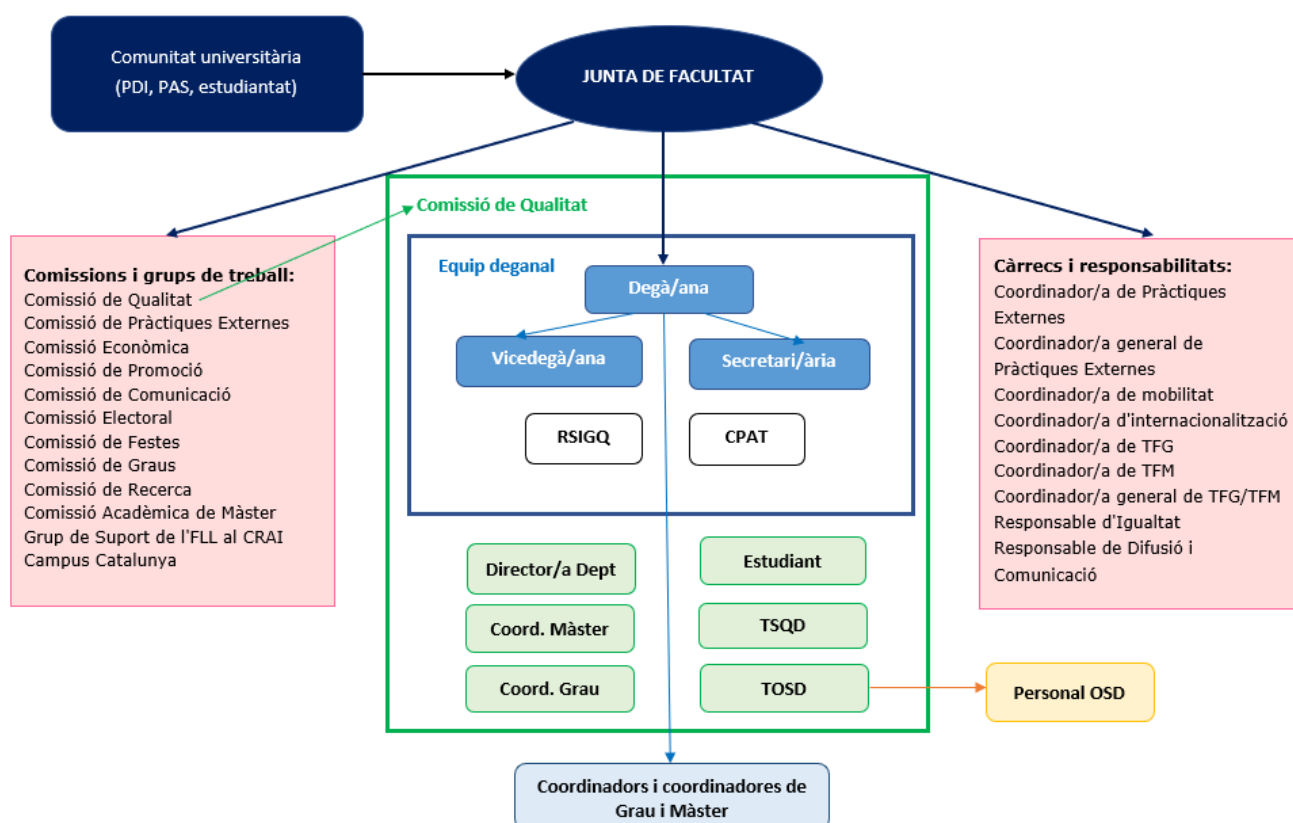 Comunitat universitària
(PDI, PAS, estudiantat)
JUNTA DE FACULTAT
Comissions i grups de treball:
Comissió de Qualitat
Comissió de Pràctiques Externes
Comissió Econòmica
Comissió de Promoció
Comissió de Comunicació
Comissió Electoral
Comissió de Festes
Comissió de Graus
Comissió de Recerca
Comissió Acadèmica de Màster
Grup de Suport de l'FLL al CRAI
Campus Catalunya
Comissió de Qualitat
Equip deganal
Degà/ana
Vicedegà/ana
Secretari/ària
RSIGQ
CPAT
Director/a Dept
Estudiant
Coord. Màster
TSQD
Coord. Grau
TOSD
Càrrecs i responsabilitats:
Coordinador/a de Pràctiques
Externes
Coordinador/a general de
Pràctiques Externes
Coordinador/a de mobilitat
Coordinador/a d'internacionalització
Coordinador/a de TFG
Coordinador/a de TFM
Coordinador/a general de TFG/TFM
Responsable d'Igualtat
Responsable de Difusió i
Comunicació
Personal OSD
Coordinadors i coordinadores de
Grau i Màster